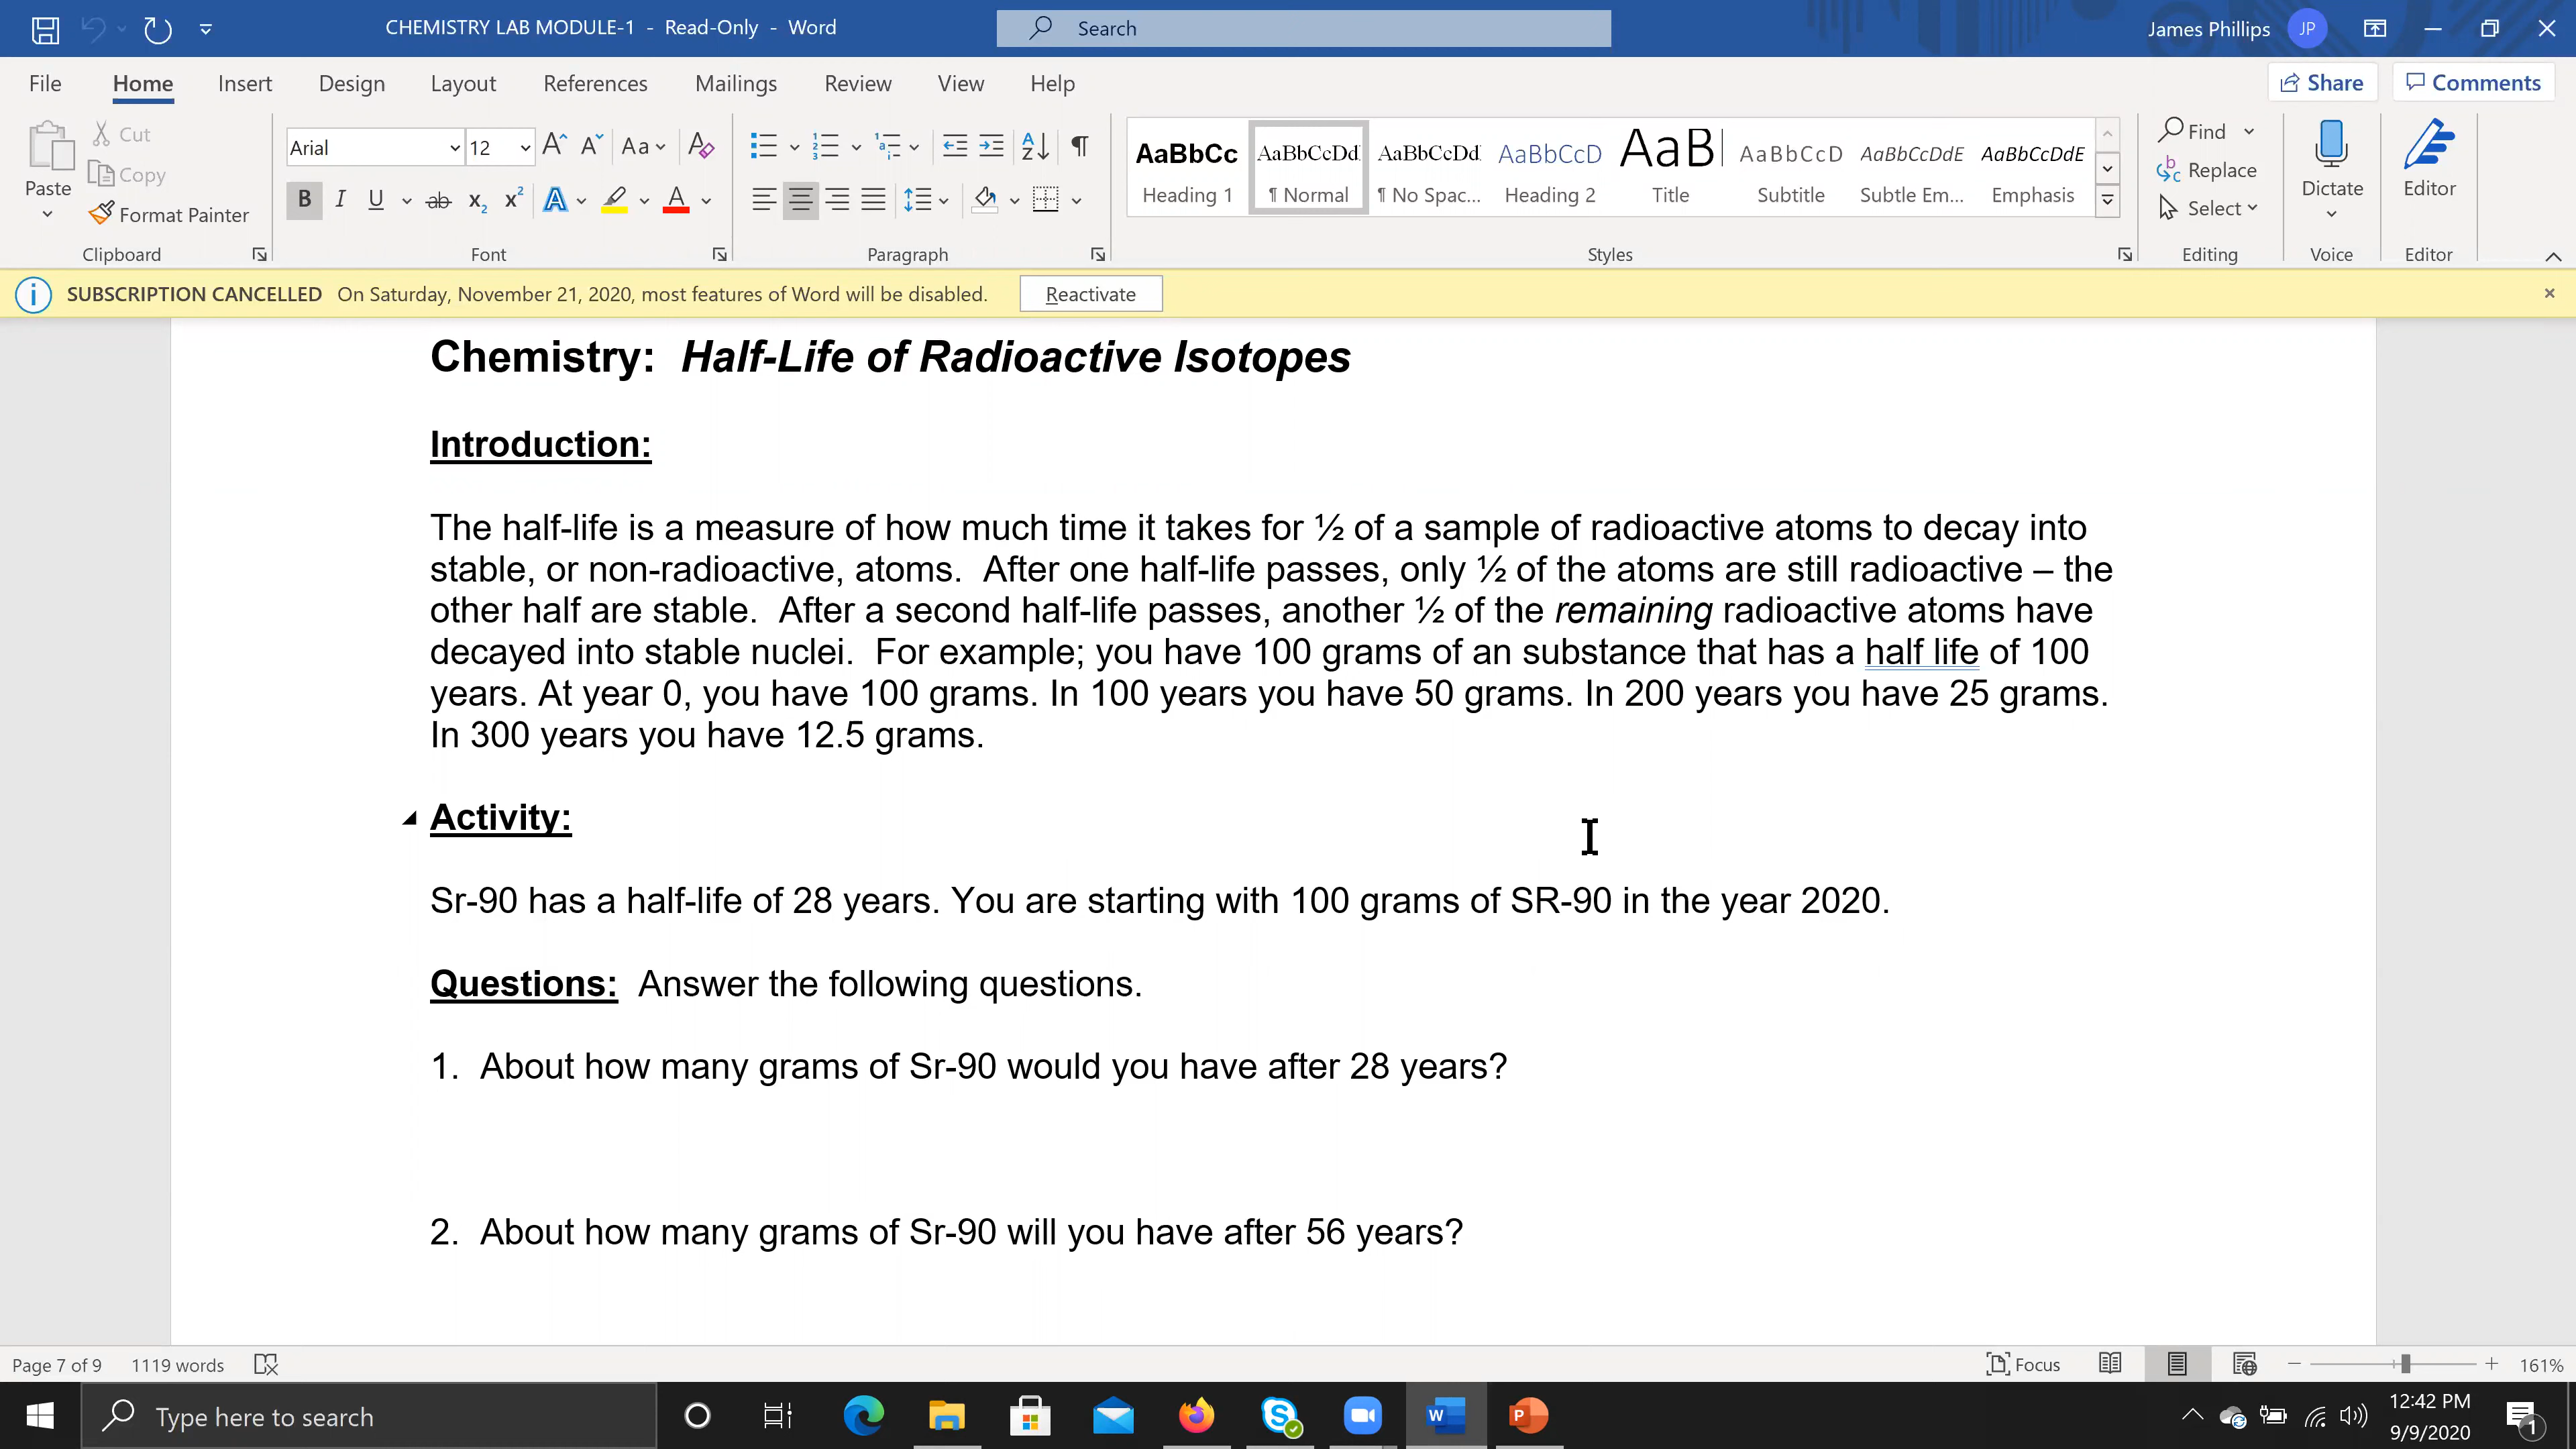 CHEMISTRY LAB MODULE-1 - Read-Only - Word
Search
James Phillips JP
File Home Insert Design Layout References Mailings Review View Help
Share Comments
Paste
Cut
Copy
Format Painter
Clipboard
Arial 12
Aa
B I U ab x₂ x² A A
Font
Paragraph
AaBbCc AaBbCcDd AaBbCcDd AaBbCcD AaB AaBbCcD AaBbCcDdE AaBbCcDdE
Heading 1 ¶ Normal ¶ No Spac... Heading 2 Title Subtitle Subtle Em... Emphasis
Styles
Find
Replace
Select
Editing
Dictate
Voice
Editor
Editor
SUBSCRIPTION CANCELLED On Saturday, November 21, 2020, most features of Word will be disabled. Reactivate
Chemistry: Half-Life of Radioactive Isotopes
Introduction:
The half-life is a measure of how much time it takes for ½ of a sample of radioactive atoms to decay into
stable, or non-radioactive, atoms. After one half-life passes, only ½ of the atoms are still radioactive – the
other half are stable. After a second half-life passes, another ½ of the remaining radioactive atoms have
decayed into stable nuclei. For example; you have 100 grams of an substance that has a half life of 100
years. At year 0, you have 100 grams. In 100 years you have 50 grams. In 200 years you have 25 grams.
In 300 years you have 12.5 grams.
Activity:
Sr-90 has a half-life of 28 years. You are starting with 100 grams of SR-90 in the year 2020.
Questions: Answer the following questions.
1. About how many grams of Sr-90 would you have after 28 years?
2. About how many grams of Sr-90 will you have after 56 years?
Page 7 of 9 1119 words
Focus
161%
Type here to search
12:42 PM
9/9/2020
1